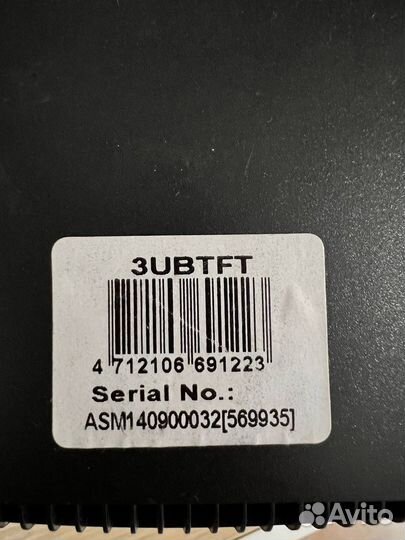 3UBTFT
4 712106 691223
Serial No.:
ASM140900032[569935]
Avito